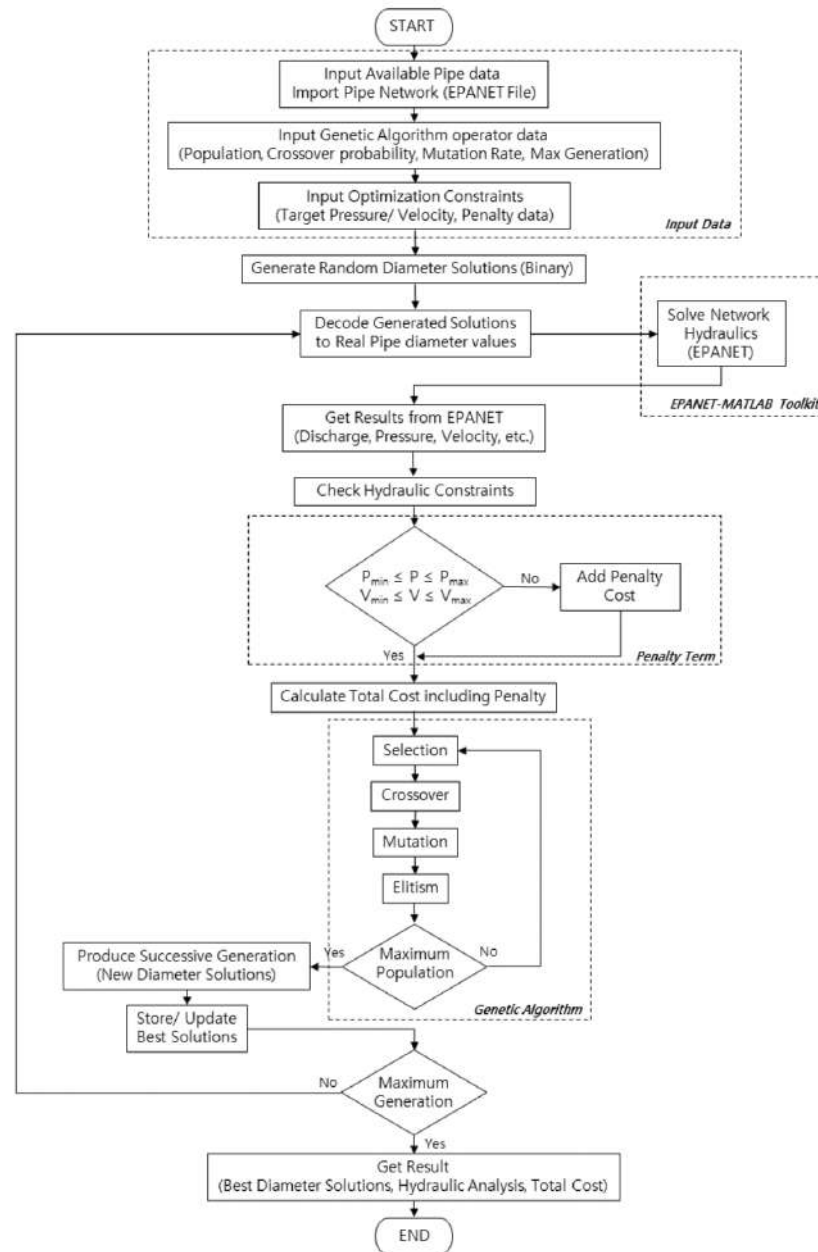 START
Input Available Pipe data
Import Pipe Network (EPANET File)
Input Genetic Algorithm operator data
(Population, Crossover probability, Mutation Rate, Max Generation)
Input Optimization Constraints
(Target Pressure/ Velocity, Penalty data)
Input Data
Generate Random Diameter Solutions (Binary)
Decode Generated Solutions
to Real Pipe diameter values
Solve Network
Hydraulics
(EPANET)
EPANET-MATLAB Toolkit
Get Results from EPANET
(Discharge, Pressure, Velocity, etc.)
Check Hydraulic Constraints
P_min ≤ P ≤ P_max
V_min ≤ V ≤ V_max
No
Add Penalty
Cost
Yes
Penalty Term
Calculate Total Cost including Penalty
Selection
Crossover
Mutation
Elitism
Maximum
Population
Yes
No
Genetic Algorithm
Produce Successive Generation
(New Diameter Solutions)
Store/ Update
Best Solutions
Maximum
Generation
No
Yes
Get Result
(Best Diameter Solutions, Hydraulic Analysis, Total Cost)
END